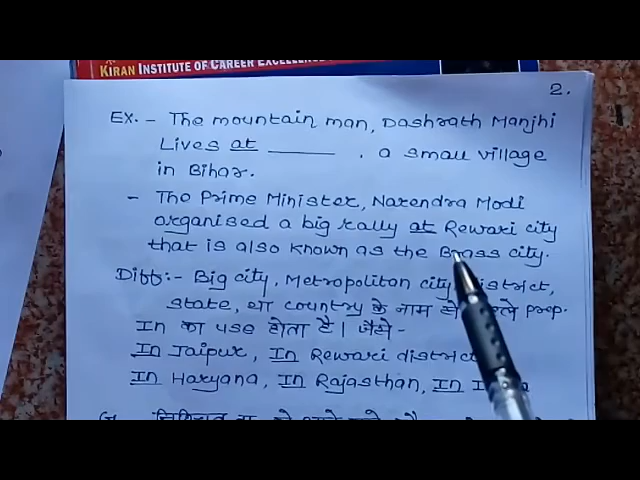 KIRAN INSTITUTE OF CAREER EXCELLENCE
2.
Ex. - The mountain man, Dashrath Manjhi
Lives at ______ , a small village
in Bihar.
- The Prime Minister, Narendra Modi
organised a big rally at Rewari city
that is also known as the Brass city.
Diff:- Big city, Metropolitan city, District,
State, या country के नाम से prep.
In का use होता है। जैसे -
In Jaipur, In Rewari district
In Haryana, In Rajasthan, In